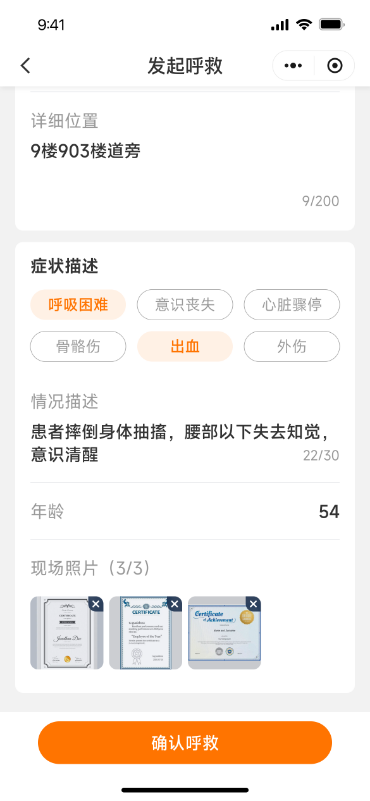 9:41
发起呼救
详细位置
9楼903楼道旁
9/200
症状描述
呼吸困难
意识丧失
心脏骤停
骨骼伤
出血
外伤
情况描述
患者摔倒身体抽搐，腰部以下失去知觉，
意识清醒
22/30
年龄
54
现场照片（3/3）
CERTIFICATE
CERTIFICATE
Certificate
of Achievement
确认呼救